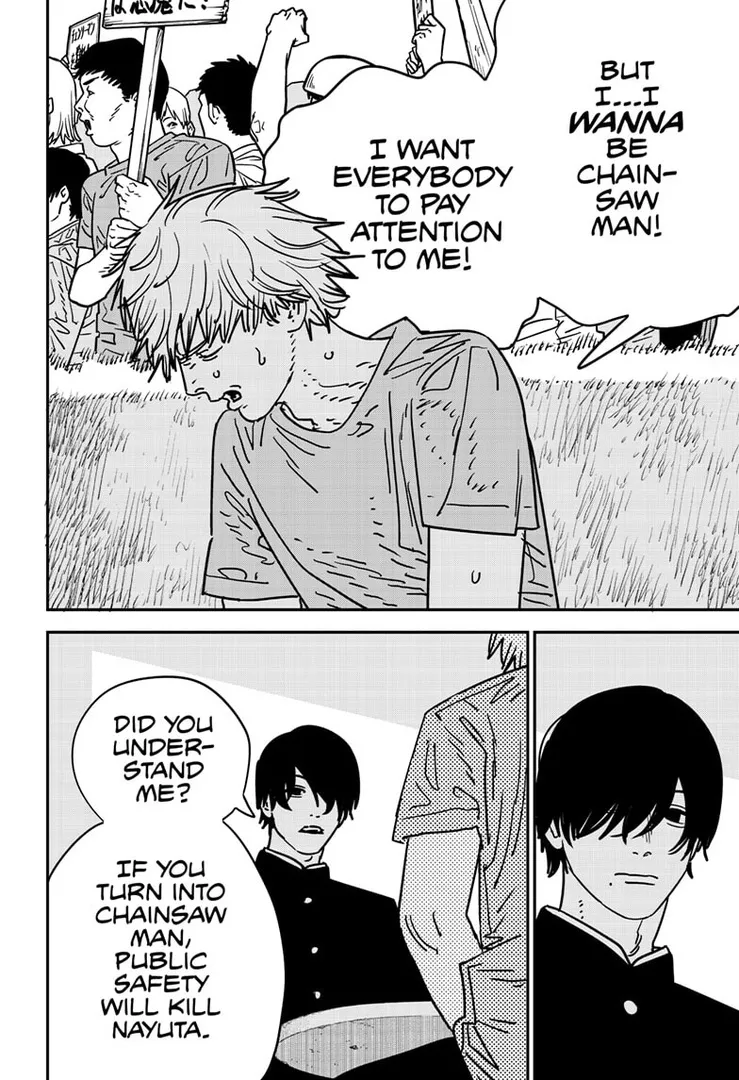 BUT
I...I
WANNA
BE
CHAIN-
SAW
MAN!
I WANT
EVERYBODY
TO PAY
ATTENTION
TO ME!
DID YOU
UNDER-
STAND
ME?
IF YOU
TURN INTO
CHAINSAW
MAN,
PUBLIC
SAFETY
WILL KILL
NAYUTA.